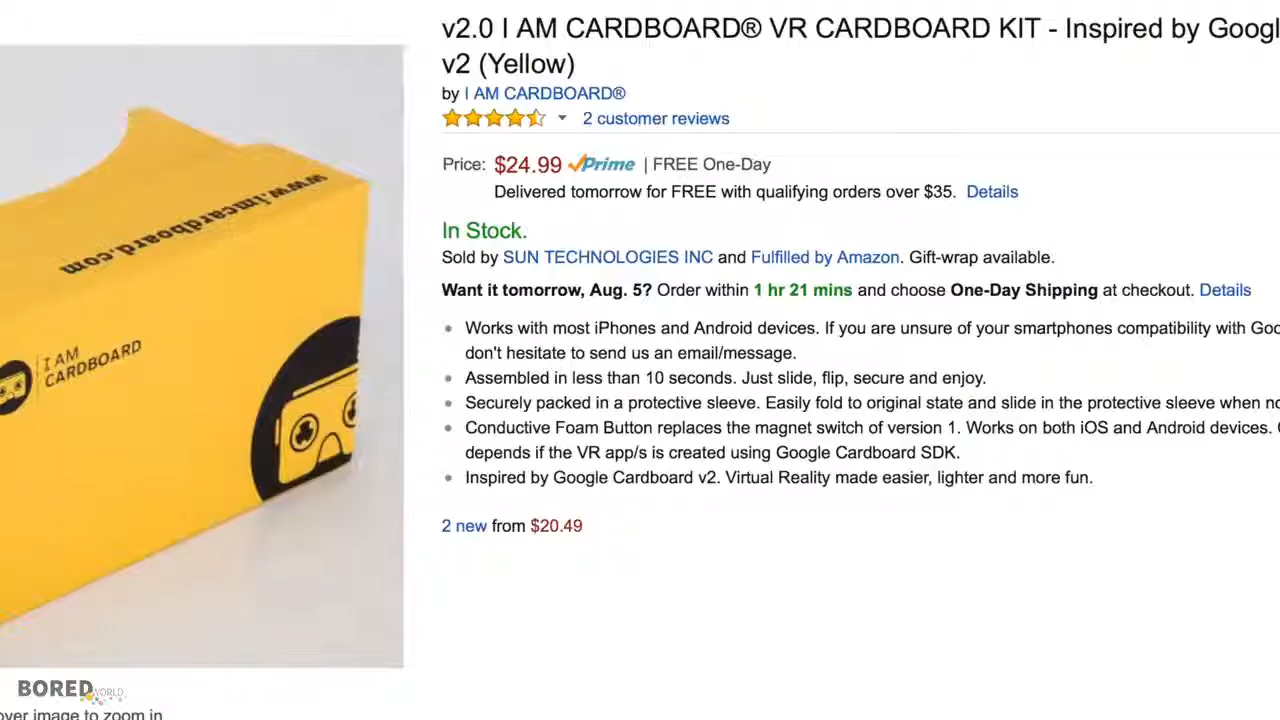 v2.0 I AM CARDBOARD® VR CARDBOARD KIT - Inspired by Googl
v2 (Yellow)
by I AM CARDBOARD®
2 customer reviews
Price: $24.99 Prime | FREE One-Day
Delivered tomorrow for FREE with qualifying orders over $35. Details
In Stock.
Sold by SUN TECHNOLOGIES INC and Fulfilled by Amazon. Gift-wrap available.
Want it tomorrow, Aug. 5? Order within 1 hr 21 mins and choose One-Day Shipping at checkout. Details
Works with most iPhones and Android devices. If you are unsure of your smartphones compatibility with Goo
don't hesitate to send us an email/message.
Assembled in less than 10 seconds. Just slide, flip, secure and enjoy.
Securely packed in a protective sleeve. Easily fold to original state and slide in the protective sleeve when no
Conductive Foam Button replaces the magnet switch of version 1. Works on both iOS and Android devices.
depends if the VR app/s is created using Google Cardboard SDK.
Inspired by Google Cardboard v2. Virtual Reality made easier, lighter and more fun.
2 new from $20.49
www.imcardboard.com
I AM
CARDBOARD
BORED WORLD
over image to zoom in